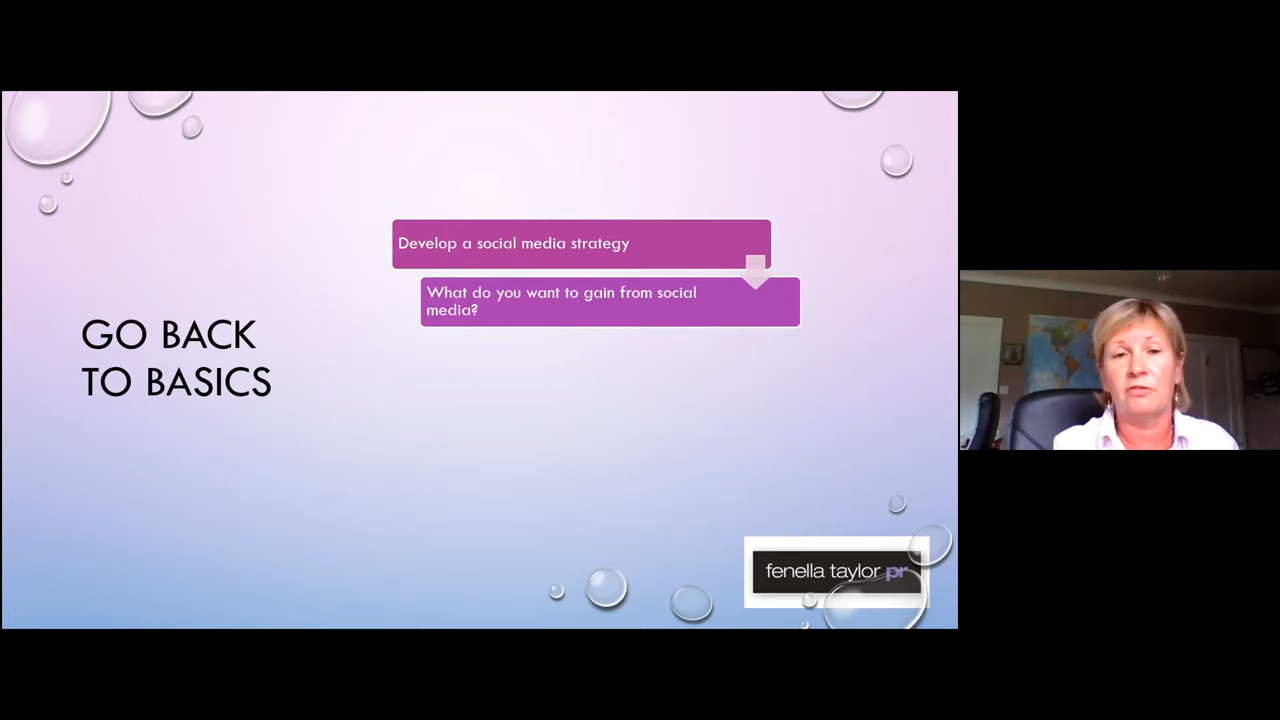 Develop a social media strategy
What do you want to gain from social
media?
GO BACK
TO BASICS
fenella taylor pr